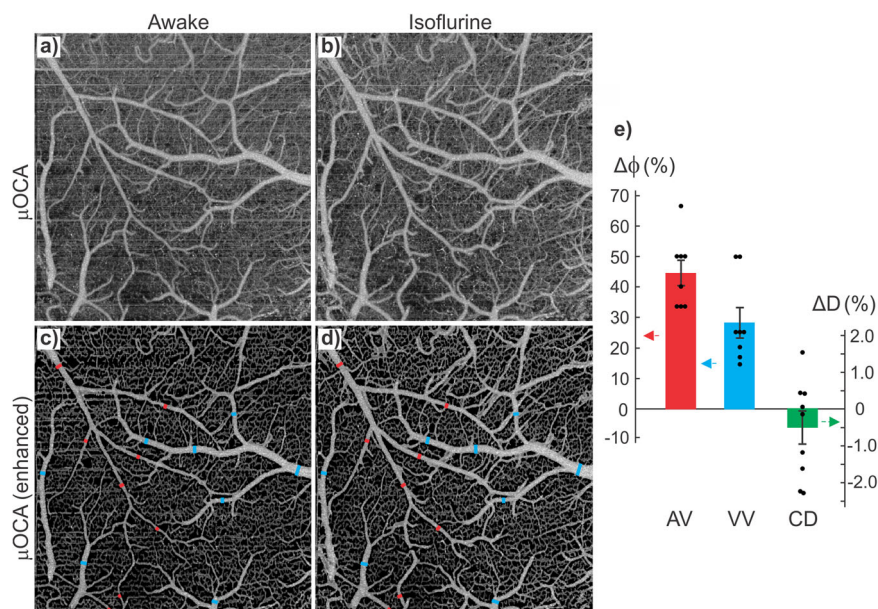 Awake
Isoflurine
a)
b)
μOCA
c)
d)
μOCA (enhanced)
e)
Δϕ (%)
70
60
50
40
30
20
10
0
-10
ΔD (%)
2.0
1.0
0
-1.0
-2.0
AV
VV
CD